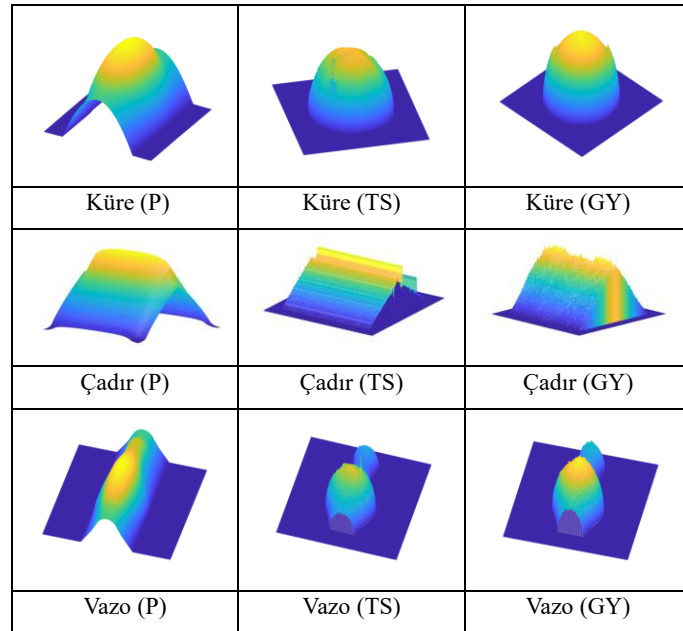 Küre (P) Küre (TS) Küre (GY)
Çadır (P) Çadır (TS) Çadır (GY)
Vazo (P) Vazo (TS) Vazo (GY)